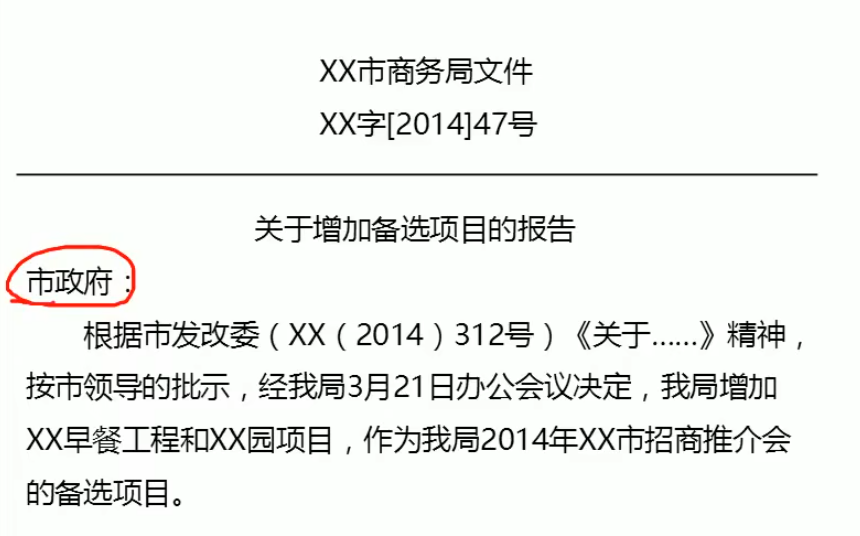 XX市商务局文件
XX字[2014]47号
关于增加备选项目的报告
市政府：
根据市发改委（XX（2014）312号）《关于......》精神，
按市领导的批示，经我局3月21日办公会议决定，我局增加
XX早餐工程和XX园项目，作为我局2014年XX市招商推介会
的备选项目。